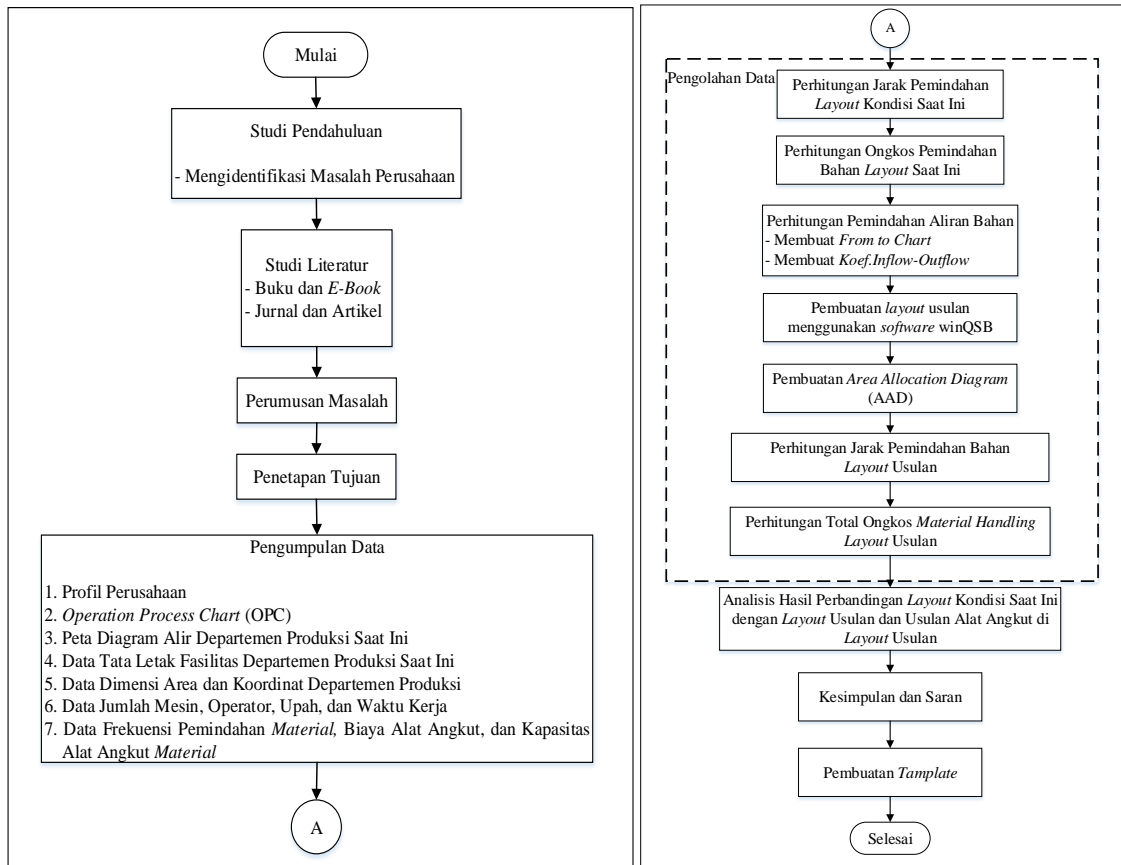 Mulai
Studi Pendahuluan
- Mengidentifikasi Masalah Perusahaan
Studi Literatur
- Buku dan E-Book
- Jurnal dan Artikel
Perumusan Masalah
Penetapan Tujuan
Pengumpulan Data
1. Profil Perusahaan
2. Operation Process Chart (OPC)
3. Peta Diagram Alir Departemen Produksi Saat Ini
4. Data Tata Letak Fasilitas Departemen Produksi Saat Ini
5. Data Dimensi Area dan Koordinat Departemen Produksi
6. Data Jumlah Mesin, Operator, Upah, dan Waktu Kerja
7. Data Frekuensi Pemindahan Material, Biaya Alat Angkut, dan Kapasitas
Alat Angkut Material
A
A
Pengolahan Data
Perhitungan Jarak Pemindahan
Layout Kondisi Saat Ini
Perhitungan Ongkos Pemindahan
Bahan Layout Saat Ini
Perhitungan Pemindahan Aliran Bahan
- Membuat From to Chart
- Membuat Koef.Inflow-Outflow
Pembuatan layout usulan
menggunakan software winQSB
Pembuatan Area Allocation Diagram
(AAD)
Perhitungan Jarak Pemindahan Bahan
Layout Usulan
Perhitungan Total Ongkos Material Handling
Layout Usulan
Analisis Hasil Perbandingan Layout Kondisi Saat Ini
dengan Layout Usulan dan Usulan Alat Angkut di
Layout Usulan
Kesimpulan dan Saran
Pembuatan Tamplate
Selesai